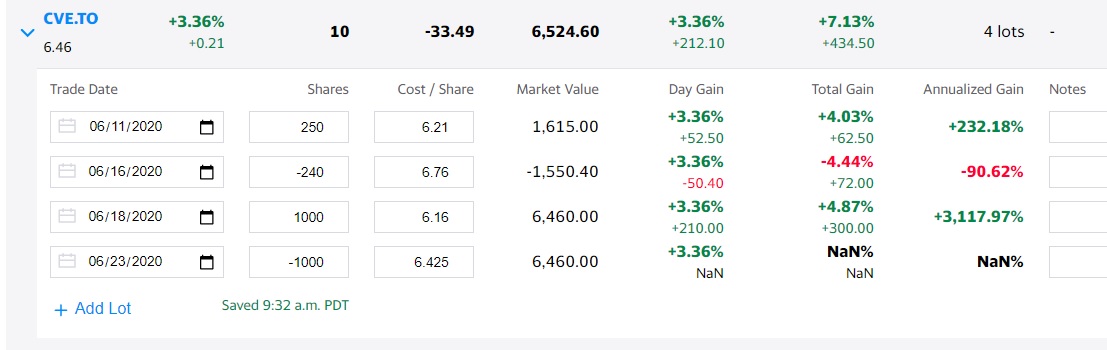 CVE.TO +3.36% 10 -33.49 6,524.60 +3.36% +7.13% 4 lots -
6.46 +0.21 +212.10 +434.50
Trade Date Shares Cost / Share Market Value Day Gain Total Gain Annualized Gain Notes
06/11/2020 250 6.21 1,615.00 +3.36% +4.03% +232.18%
+52.50 +62.50
06/16/2020 -240 6.76 -1,550.40 +3.36% -4.44% -90.62%
-50.40 +72.00
06/18/2020 1000 6.16 6,460.00 +3.36% +4.87% +3,117.97%
+210.00 +300.00
06/23/2020 -1000 6.425 6,460.00 +3.36% NaN% NaN%
NaN NaN
+ Add Lot Saved 9:32 a.m. PDT